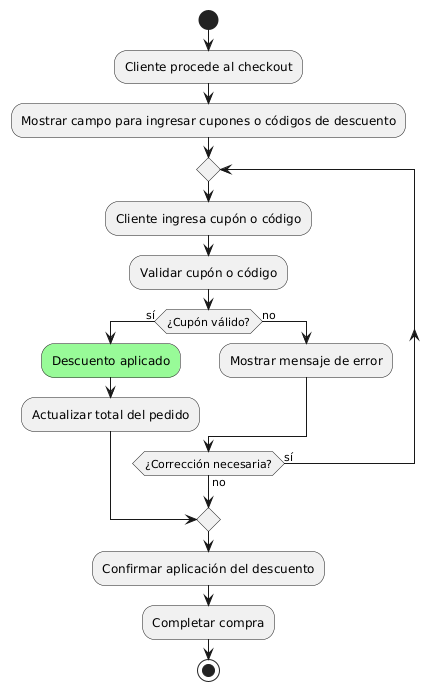 Cliente procede al checkout
Mostrar campo para ingresar cupones o códigos de descuento
Cliente ingresa cupón o código
Validar cupón o código
¿Cupón válido?
sí
no
Descuento aplicado
Mostrar mensaje de error
Actualizar total del pedido
¿Corrección necesaria?
sí
no
Confirmar aplicación del descuento
Completar compra